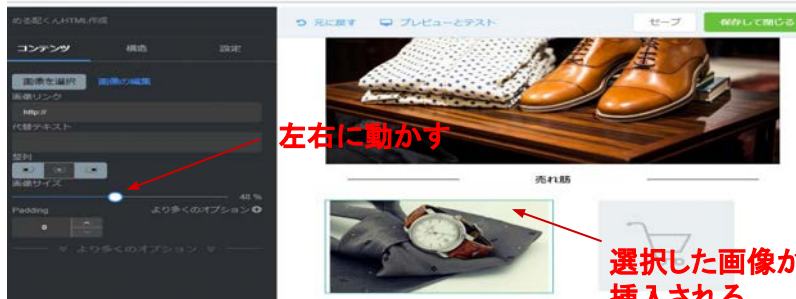 める配くんHTML作成
元に戻す プレビューとテスト セーブ 保存して閉じる
コンテンツ 構造 設定
画像を選択 画像の編集
画像リンク
http://
代替テキスト
左右に動かす
整列
画像サイズ
売れ筋
48 %
Padding より多くのオプション
0
より多くのオプション
選択した画像が
挿入される